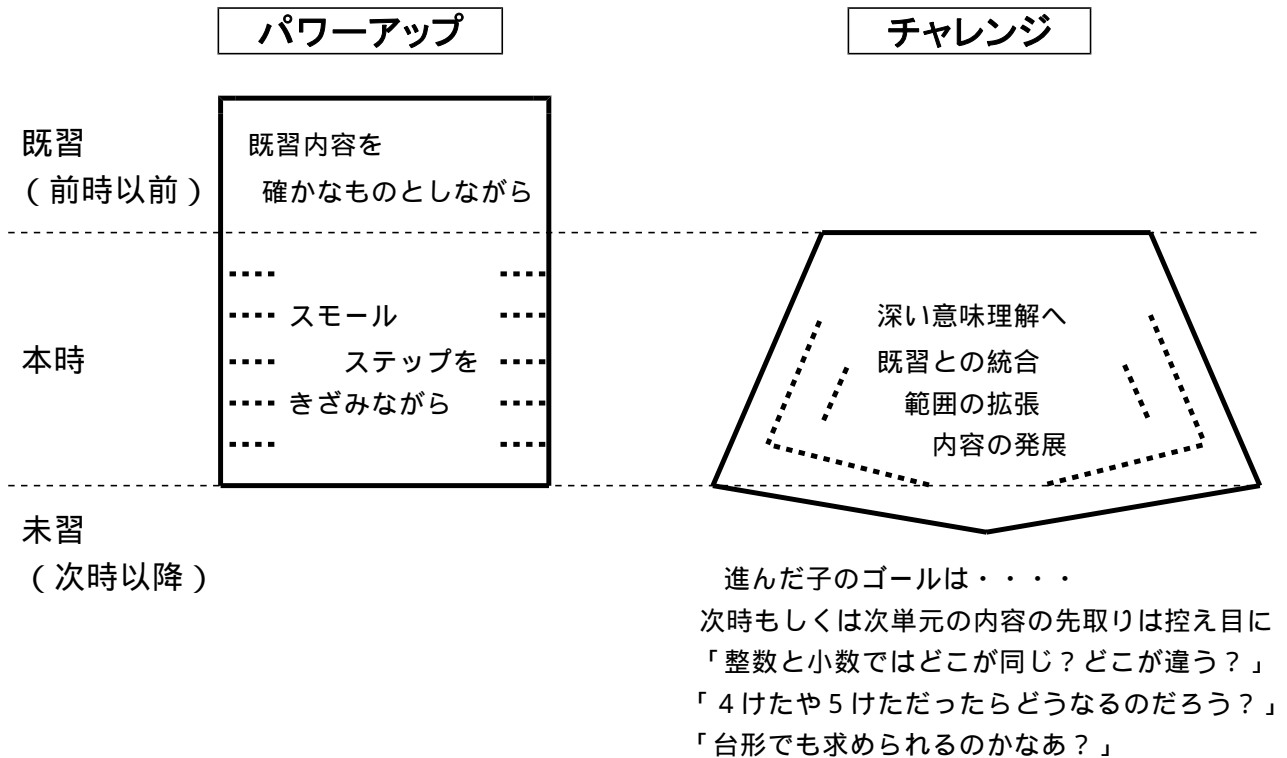 パワーアップ
チャレンジ
既習
(前時以前)
既習内容を
確かなものとしながら
本時
スモール
ステップを
きざみながら
深い意味理解へ
既習との統合
範囲の拡張
内容の発展
未習
(次時以降)
進んだ子のゴールは・・・・
次時もしくは次単元の内容の先取りは控え目に
「整数と小数ではどこが同じ?どこが違う?」
「4けたや5けただったらどうなるのだろう?」
「台形でも求められるのかなあ?」